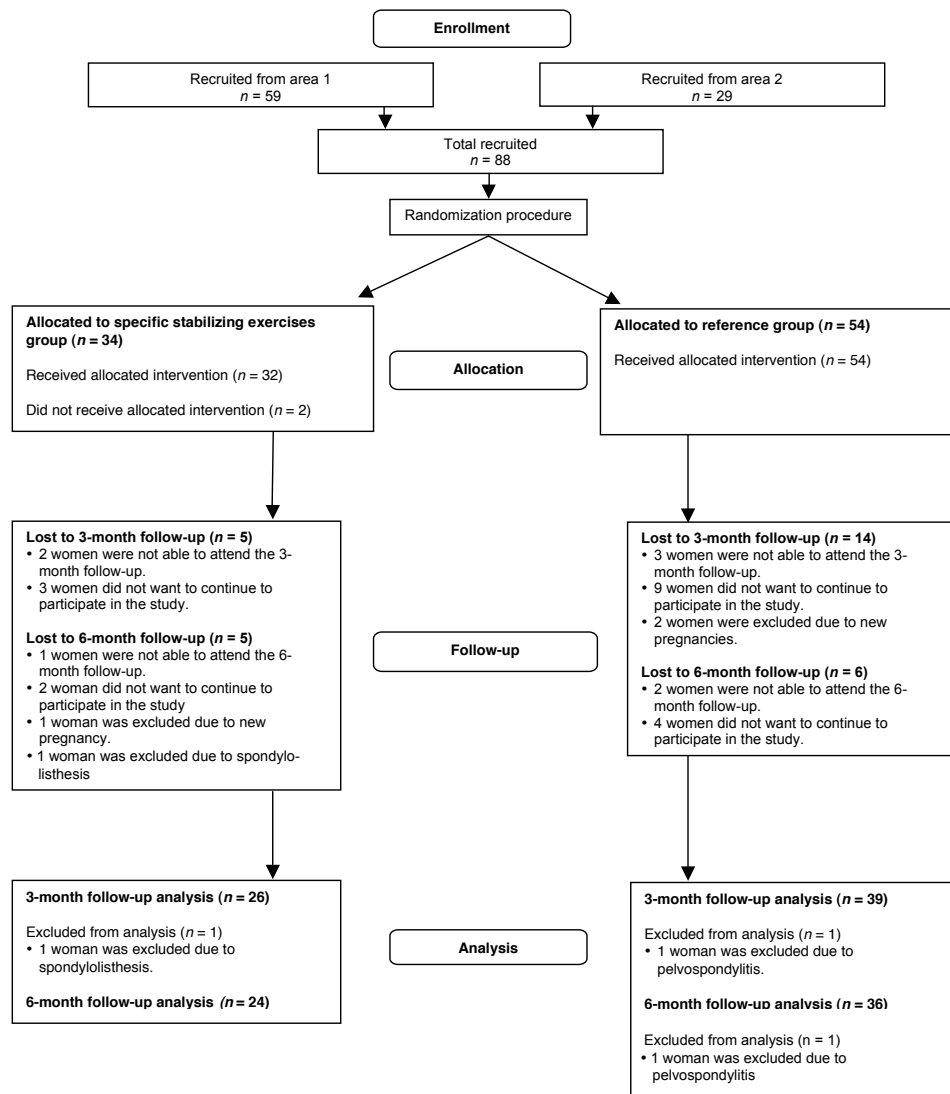 Enrollment
Recruited from area 1
n = 59
Recruited from area 2
n = 29
Total recruited
n = 88
Randomization procedure
Allocated to specific stabilizing exercises
group (n = 34)
Received allocated intervention (n = 32)
Did not receive allocated intervention (n = 2)
Allocation
Allocated to reference group (n = 54)
Received allocated intervention (n = 54)
Lost to 3-month follow-up (n = 5)
• 2 women were not able to attend the 3-
month follow-up.
• 3 women did not want to continue to
participate in the study.
Lost to 6-month follow-up (n = 5)
• 1 women were not able to attend the 6-
month follow-up.
• 2 woman did not want to continue to
participate in the study
• 1 woman was excluded due to new
pregnancy.
• 1 woman was excluded due to spondylo-
listhesis
Follow-up
Lost to 3-month follow-up (n = 14)
• 3 women were not able to attend the 3-
month follow-up.
• 9 women did not want to continue to
participate in the study.
• 2 women were excluded due to new
pregnancies.
Lost to 6-month follow-up (n = 6)
• 2 women were not able to attend the 6-
month follow-up.
• 4 women did not want to continue to
participate in the study.
3-month follow-up analysis (n = 26)
Excluded from analysis (n = 1)
• 1 woman was excluded due to
spondylolisthesis.
6-month follow-up analysis (n = 24)
Analysis
3-month follow-up analysis (n = 39)
Excluded from analysis (n = 1)
• 1 woman was excluded due to
pelvospondylitis.
6-month follow-up analysis (n = 36)
Excluded from analysis (n = 1)
• 1 woman was excluded due to
pelvospondylitis